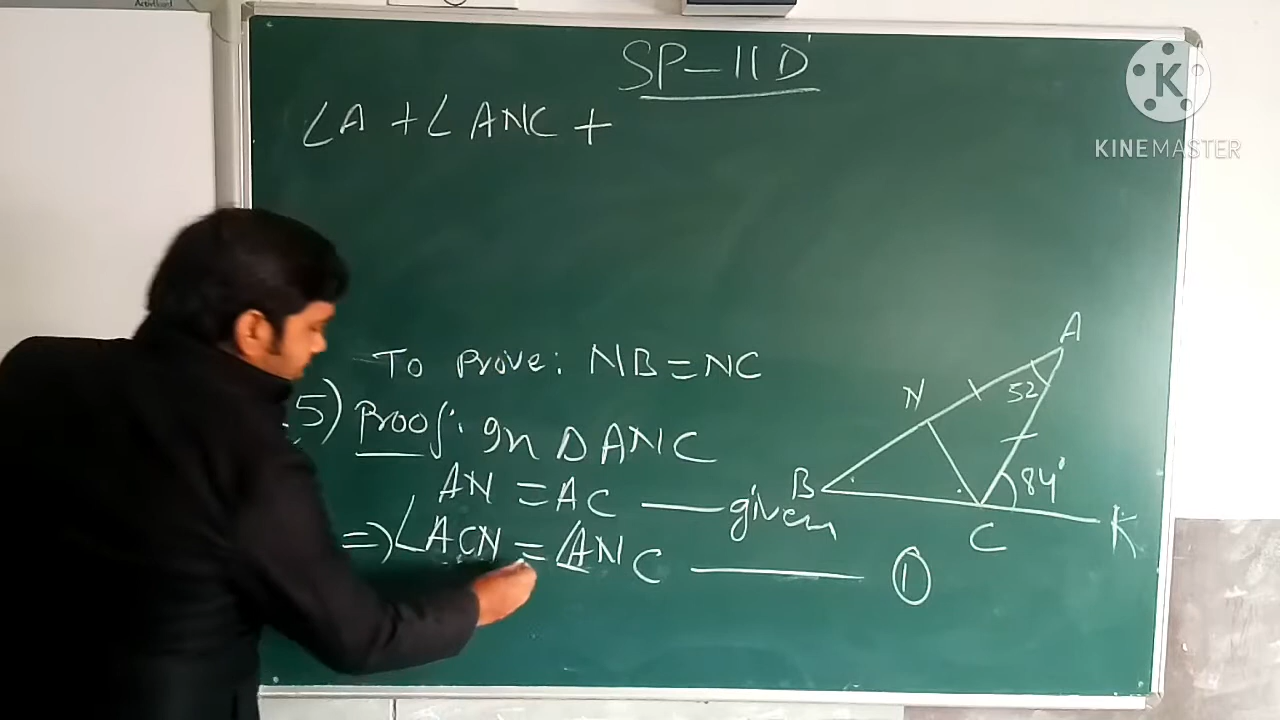 Activboard
SP-11D
∠A + ∠ANC +
To Prove: NB = NC
5) Proof: In ΔANC
AN = AC — given
=> ∠ACN = ∠ANC — ①
A
N
52°
B
84°
C
K
K
KINEMASTER